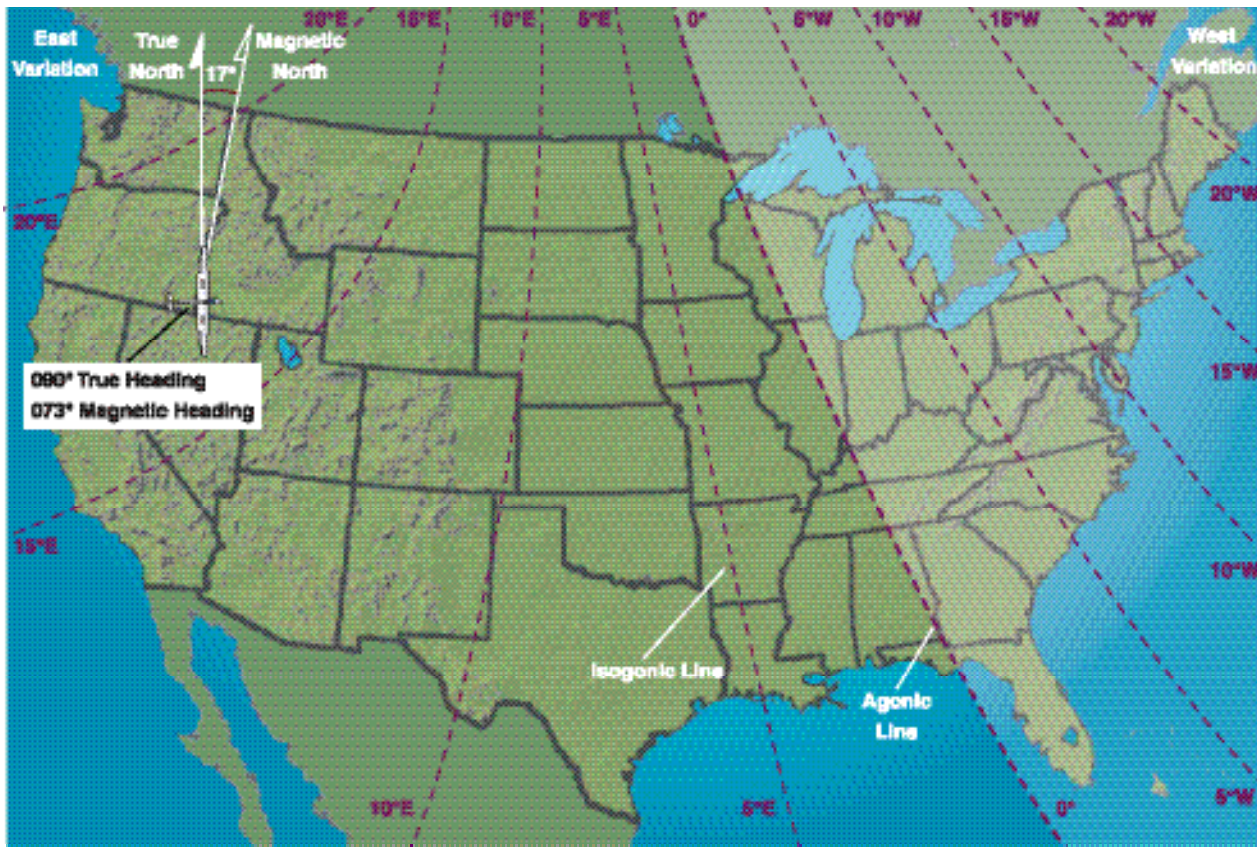 20°E 15°E 10°E 5°E 0° 5°W 10°W 15°W 20°W
East
Variation
True
North
17°
Magnetic
North
West
Variation
20°E
20°W
090° True Heading
073° Magnetic Heading
15°W
15°E
10°W
Isogonic Line
Agonic
Line
10°E
5°E
0°
5°W